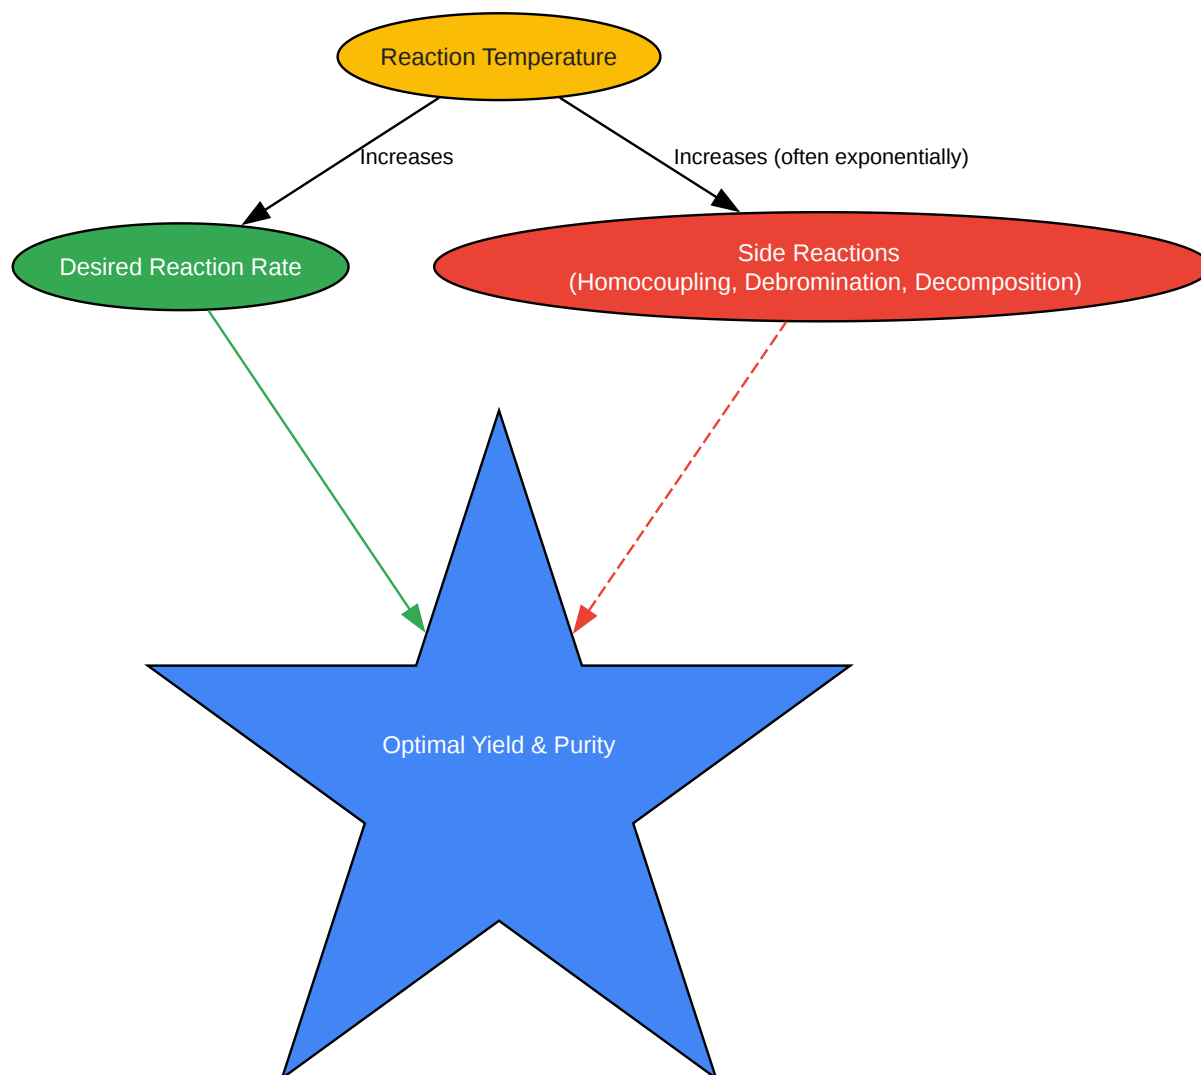 Reaction Temperature
Increases
Increases (often exponentially)
Desired Reaction Rate
Side Reactions
(Homocoupling, Debromination, Decomposition)
Optimal Yield & Purity